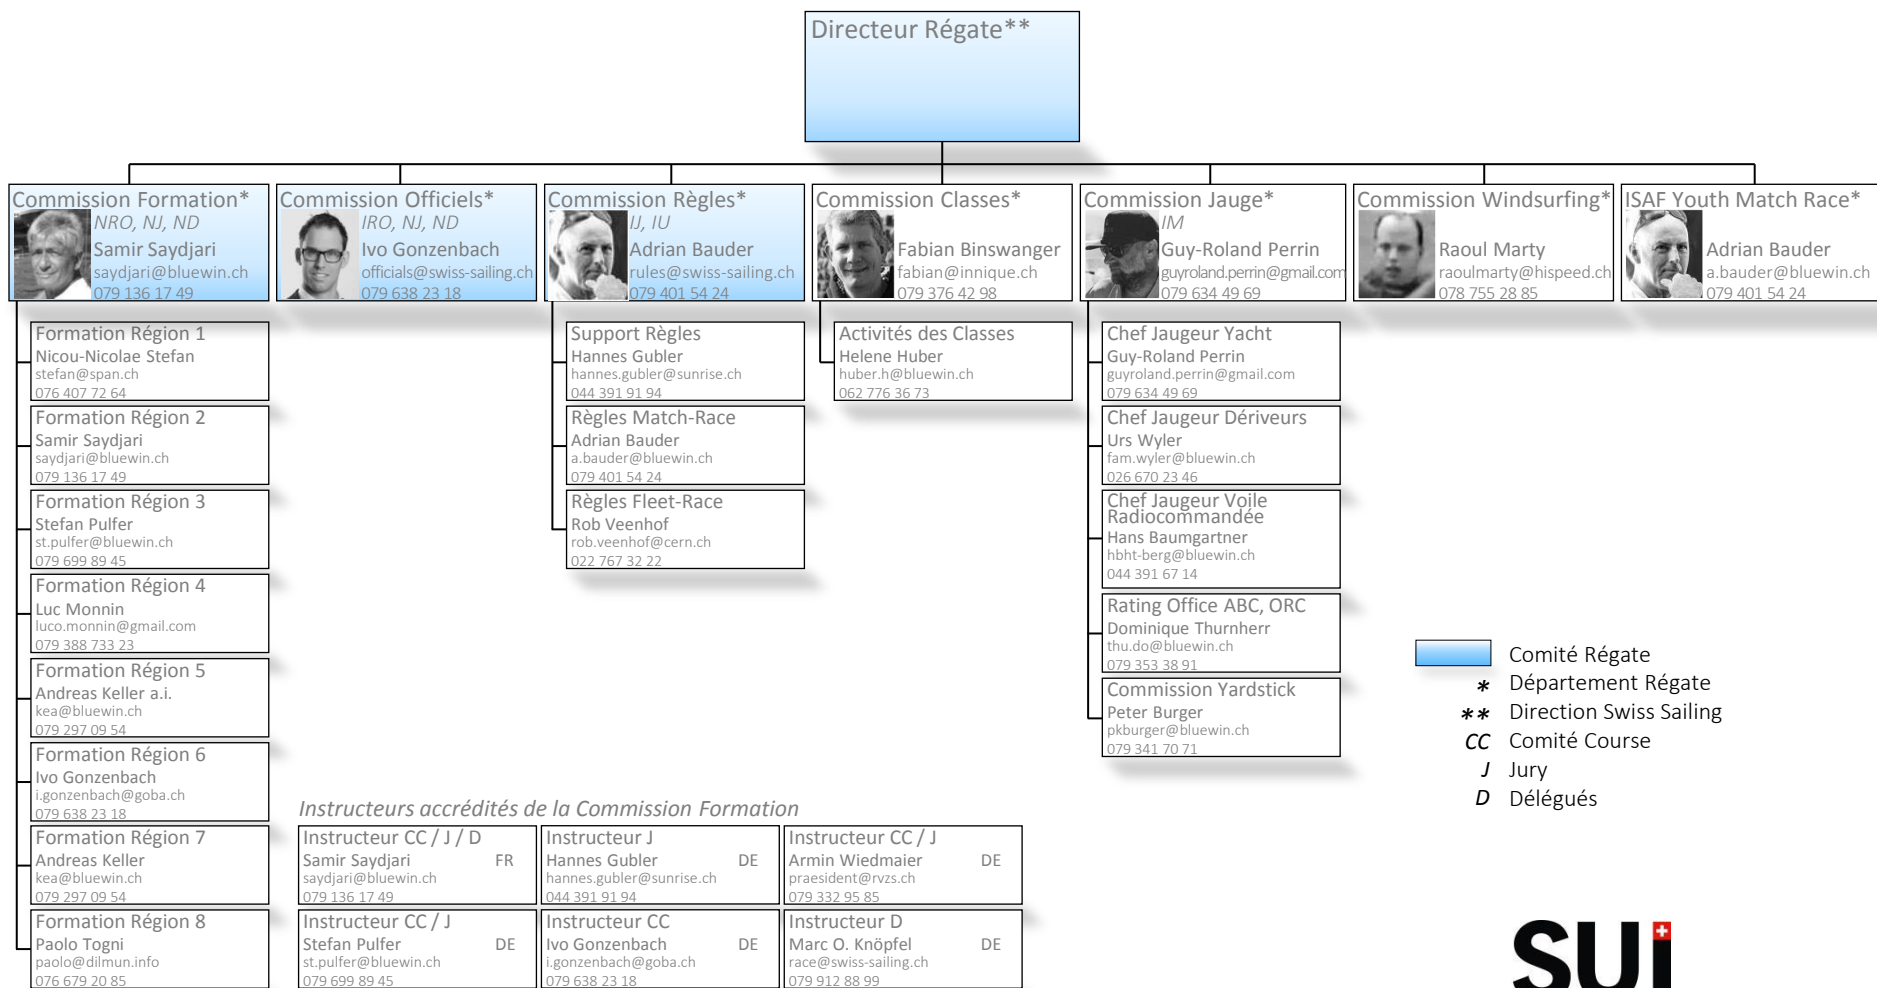 Directeur Régate**
Commission Formation*
NRO, NJ, ND
Samir Saydjari
saydjari@bluewin.ch
079 136 17 49
Commission Officiels*
IRO, NJ, ND
Ivo Gonzenbach
officials@swiss-sailing.ch
079 638 23 18
Commission Règles*
IJ, IU
Adrian Bauder
rules@swiss-sailing.ch
079 401 54 24
Commission Classes*
Fabian Binswanger
fabian@innique.ch
079 376 42 98
Commission Jauge*
IM
Guy-Roland Perrin
guyroland.perrin@gmail.com
079 634 49 69
Commission Windsurfing*
Raoul Marty
raoulmarty@hispeed.ch
078 755 28 85
ISAF Youth Match Race*
Adrian Bauder
a.bauder@bluewin.ch
079 401 54 24
Formation Région 1
Nicou-Nicolae Stefan
stefan@span.ch
076 407 72 64
Formation Région 2
Samir Saydjari
saydjari@bluewin.ch
079 136 17 49
Formation Région 3
Stefan Pulfer
st.pulfer@bluewin.ch
079 699 89 45
Formation Région 4
Luc Monnin
luco.monnin@gmail.com
079 388 733 23
Formation Région 5
Andreas Keller a.i.
kea@bluewin.ch
079 297 09 54
Formation Région 6
Ivo Gonzenbach
i.gonzenbach@goba.ch
079 638 23 18
Formation Région 7
Andreas Keller
kea@bluewin.ch
079 297 09 54
Formation Région 8
Paolo Togni
paolo@dilmun.info
076 679 20 85
Support Règles
Hannes Gubler
hannes.gubler@sunrise.ch
044 391 91 94
Règles Match-Race
Adrian Bauder
a.bauder@bluewin.ch
079 401 54 24
Règles Fleet-Race
Rob Veenhof
rob.veenhof@cern.ch
022 767 32 22
Activités des Classes
Helene Huber
huber.h@bluewin.ch
062 776 36 73
Chef Jaugeur Yacht
Guy-Roland Perrin
guyroland.perrin@gmail.com
079 634 49 69
Chef Jaugeur Dériveurs
Urs Wyler
fam.wyler@bluewin.ch
026 670 23 46
Chef Jaugeur Voile
Radiocommandée
Hans Baumgartner
hbht-berg@bluewin.ch
044 391 67 14
Rating Office ABC, ORC
Dominique Thurnherr
thu.do@bluewin.ch
079 353 38 91
Commission Yardstick
Peter Burger
pkburger@bluewin.ch
079 341 70 71
Comité Régate
* Département Régate
** Direction Swiss Sailing
CC Comité Course
J Jury
D Délégués
Instructeurs accrédités de la Commission Formation
Instructeur CC / J / D
Samir Saydjari FR
saydjari@bluewin.ch
079 136 17 49
Instructeur J
Hannes Gubler DE
hannes.gubler@sunrise.ch
044 391 91 94
Instructeur CC / J
Armin Wiedmaier DE
praesident@rvzs.ch
079 332 95 85
Instructeur CC / J
Stefan Pulfer DE
st.pulfer@bluewin.ch
079 699 89 45
Instructeur CC
Ivo Gonzenbach DE
i.gonzenbach@goba.ch
079 638 23 18
Instructeur D
Marc O. Knöpfel DE
race@swiss-sailing.ch
079 912 88 99
SUI